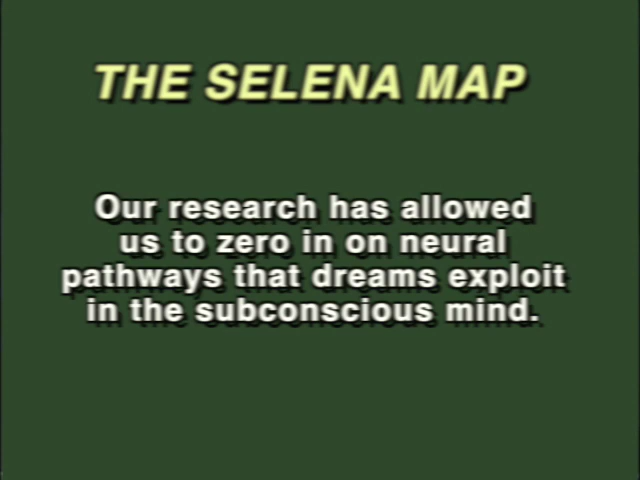 THE SELENA MAP
Our research has allowed
us to zero in on neural
pathways that dreams exploit
in the subconscious mind.